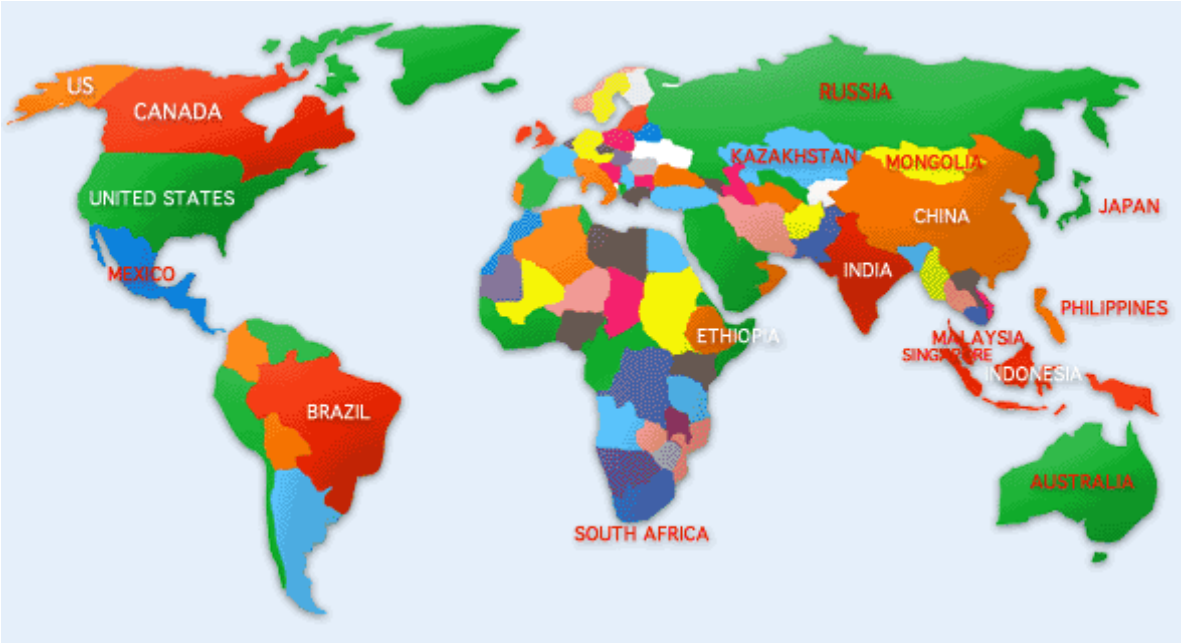 US
CANADA
UNITED STATES
MEXICO
BRAZIL
RUSSIA
KAZAKHSTAN
MONGOLIA
JAPAN
CHINA
INDIA
PHILIPPINES
ETHIOPIA
MALAYSIA
SINGAPORE
INDONESIA
AUSTRALIA
SOUTH AFRICA